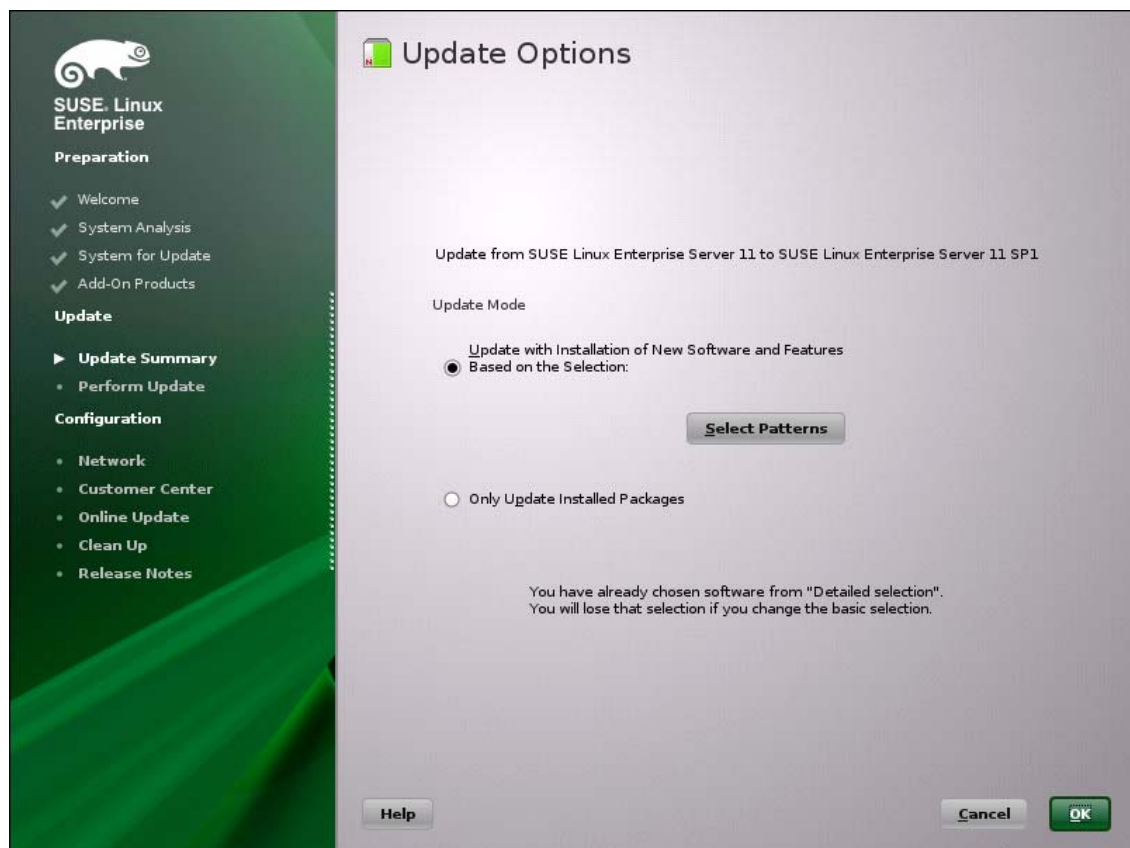 SUSE. Linux
Enterprise
Preparation
Welcome
System Analysis
System for Update
Add-On Products
Update
Update Summary
Perform Update
Configuration
Network
Customer Center
Online Update
Clean Up
Release Notes
Update Options
Update from SUSE Linux Enterprise Server 11 to SUSE Linux Enterprise Server 11 SP1
Update Mode
Update with Installation of New Software and Features
Based on the Selection:
Select Patterns
Only Update Installed Packages
You have already chosen software from "Detailed selection".
You will lose that selection if you change the basic selection.
Help
Cancel
OK